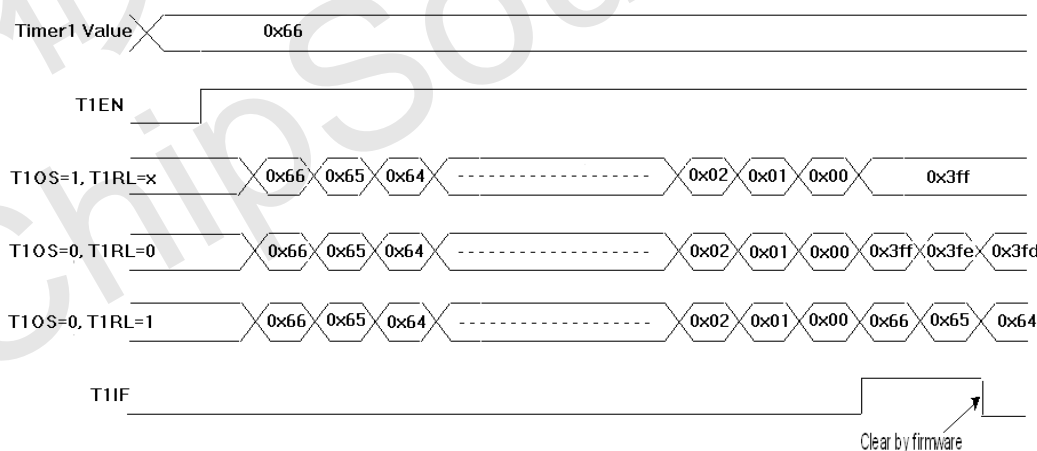 Timer1 Value 0x66
T1EN
T1OS=1, T1RL=x 0x66 0x65 0x64 0x02 0x01 0x00 0x3ff
T1OS=0, T1RL=0 0x66 0x65 0x64 0x02 0x01 0x00 0x3ff 0x3fe 0x3fd
T1OS=0, T1RL=1 0x66 0x65 0x64 0x02 0x01 0x00 0x66 0x65 0x64
T1IF
Clear by firmware
ChipSou